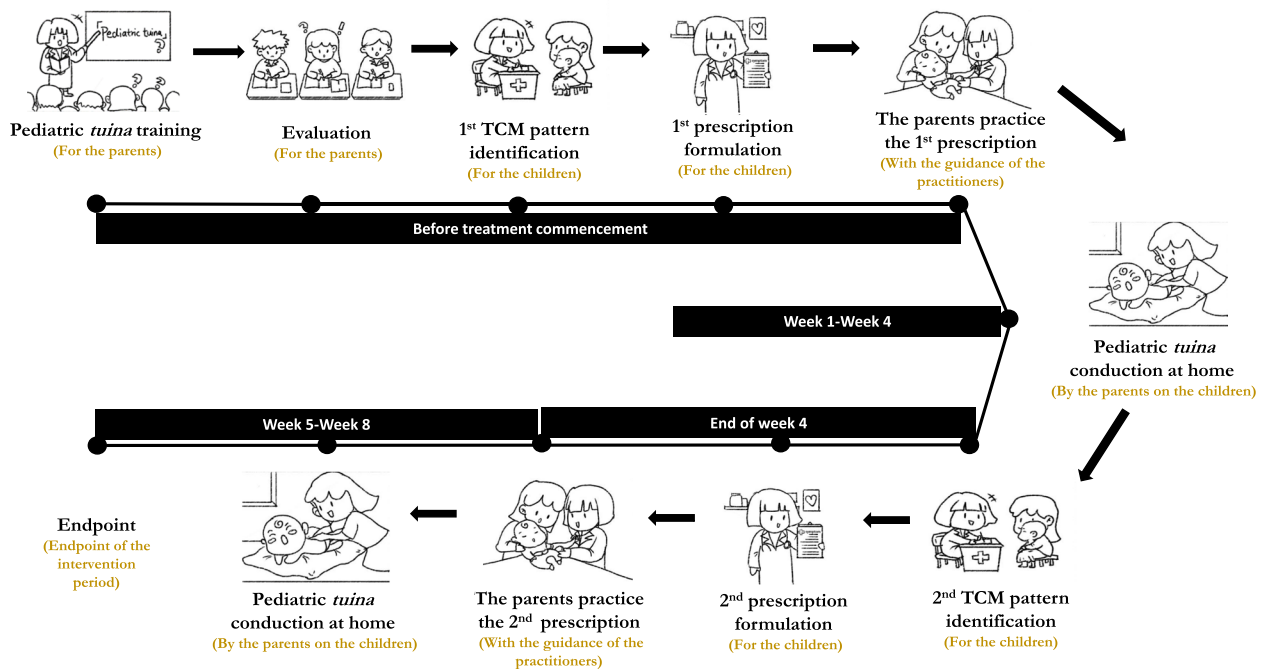 「Pediatric tuina」
?
Pediatric tuina training
(For the parents)
? !
Evaluation
(For the parents)
1st TCM pattern
identification
(For the children)
1st prescription
formulation
(For the children)
The parents practice
the 1st prescription
(With the guidance of the
practitioners)
Before treatment commencement
Week 1-Week 4
Pediatric tuina
conduction at home
(By the parents on the children)
Week 5-Week 8
End of week 4
Endpoint
(Endpoint of the
intervention
period)
Pediatric tuina
conduction at home
(By the parents on the children)
The parents practice
the 2nd prescription
(With the guidance of the
practitioners)
2nd prescription
formulation
(For the children)
2nd TCM pattern
identification
(For the children)